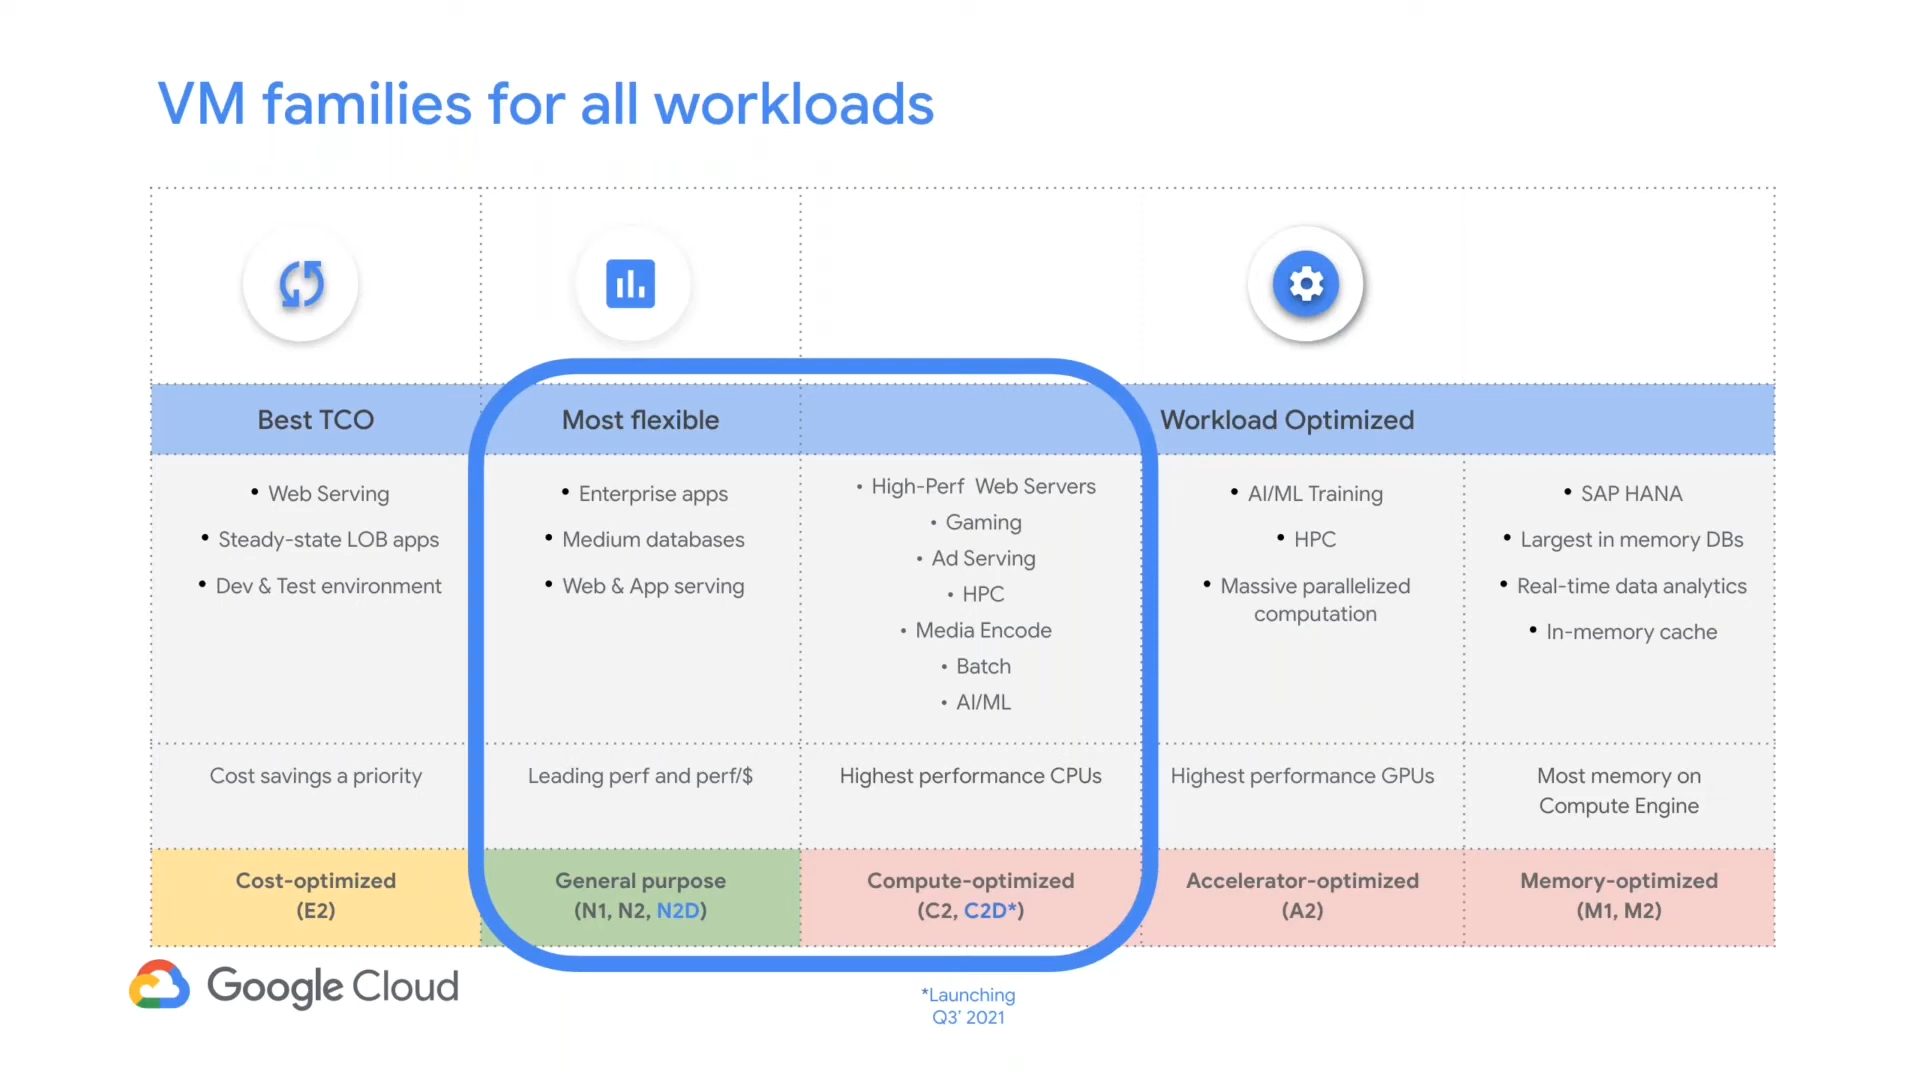 VM families for all workloads
Best TCO
Most flexible
Workload Optimized
• Web Serving
• Steady-state LOB apps
• Dev & Test environment
• Enterprise apps
• Medium databases
• Web & App serving
• High-Perf Web Servers
• Gaming
• Ad Serving
• HPC
• Media Encode
• Batch
• AI/ML
• AI/ML Training
• HPC
• Massive parallelized
computation
• SAP HANA
• Largest in memory DBs
• Real-time data analytics
• In-memory cache
Cost savings a priority
Leading perf and perf/$
Highest performance CPUs
Highest performance GPUs
Most memory on
Compute Engine
Cost-optimized
(E2)
General purpose
(N1, N2, N2D)
Compute-optimized
(C2, C2D*)
Accelerator-optimized
(A2)
Memory-optimized
(M1, M2)
Google Cloud
*Launching
Q3’ 2021